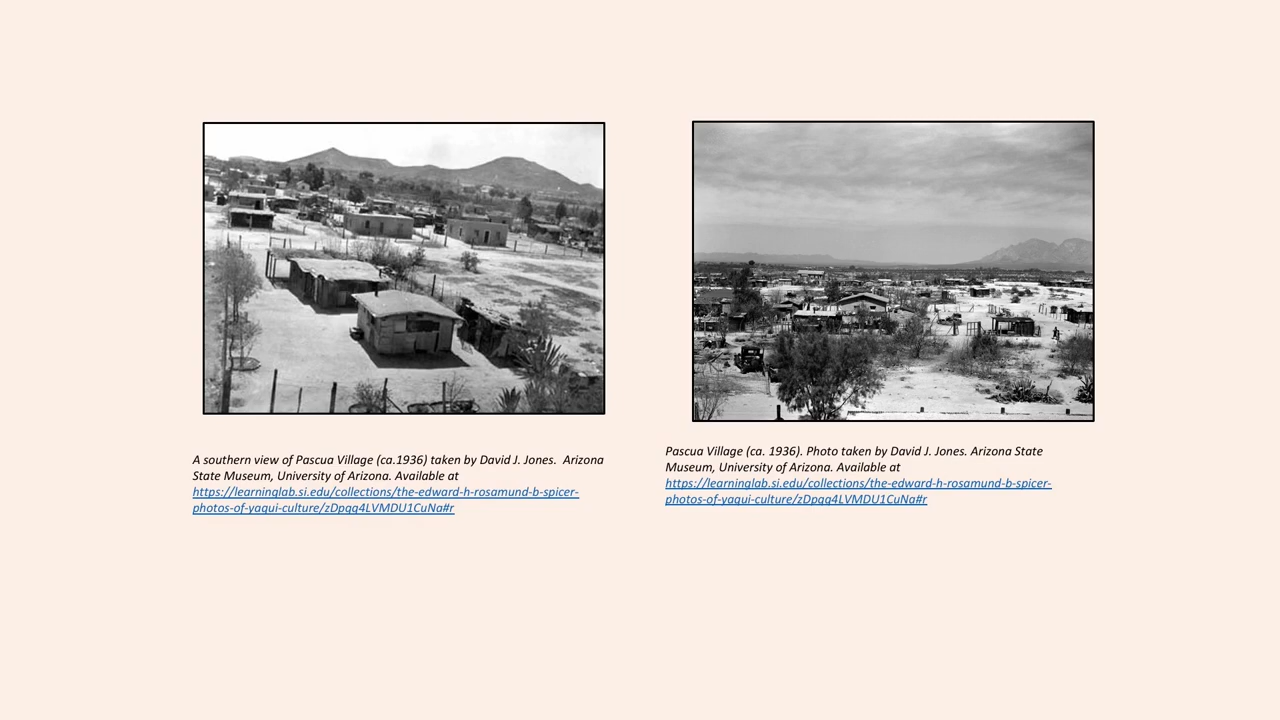 A southern view of Pascua Village (ca.1936) taken by David J. Jones.  Arizona
State Museum, University of Arizona. Available at
https://learninglab.si.edu/collections/the-edward-h-rosamund-b-spicer-
photos-of-yaqui-culture/zDpqq4LVMDU1CuNa#r
Pascua Village (ca. 1936). Photo taken by David J. Jones. Arizona State
Museum, University of Arizona. Available at
https://learninglab.si.edu/collections/the-edward-h-rosamund-b-spicer-
photos-of-yaqui-culture/zDpqq4LVMDU1CuNa#r